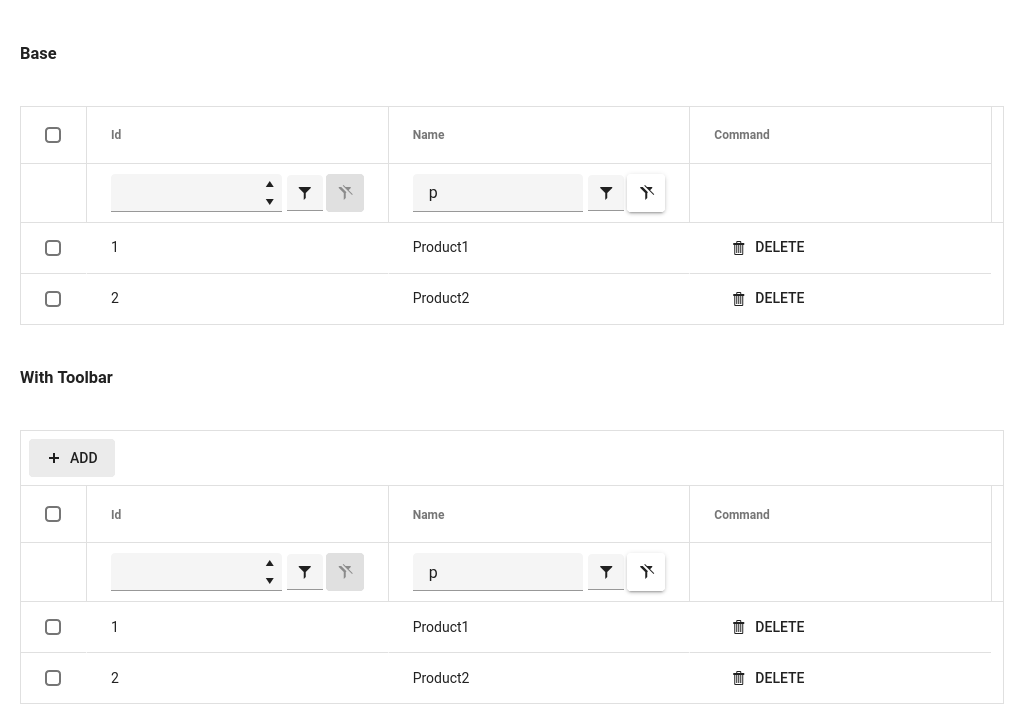 Base
Id Name Command
p
1 Product1 DELETE
2 Product2 DELETE
With Toolbar
ADD
Id Name Command
p
1 Product1 DELETE
2 Product2 DELETE